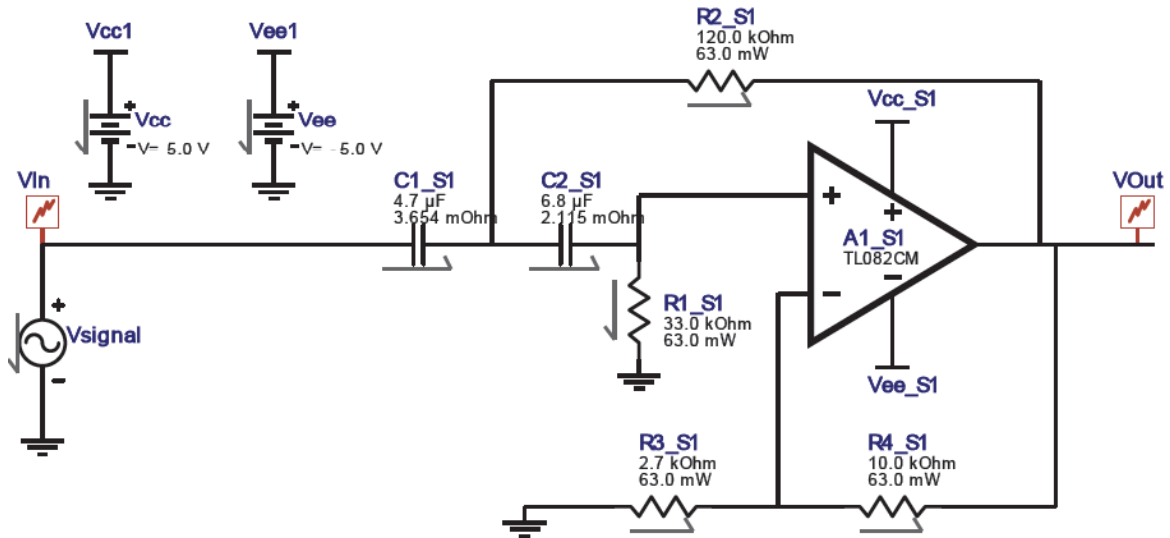 R2_S1
120.0 kOhm
63.0 mW
Vcc1
Vee1
Vcc_S1
+
Vcc
-
V= 5.0 V
+
Vee
-
V= -5.0 V
VIn
C1_S1
4.7 µF
3.654 mOhm
C2_S1
6.8 µF
2.115 mOhm
VOut
+
+
A1_S1
TL082CM
-
-
+
Vsignal
-
R1_S1
33.0 kOhm
63.0 mW
Vee_S1
R3_S1
2.7 kOhm
63.0 mW
R4_S1
10.0 kOhm
63.0 mW